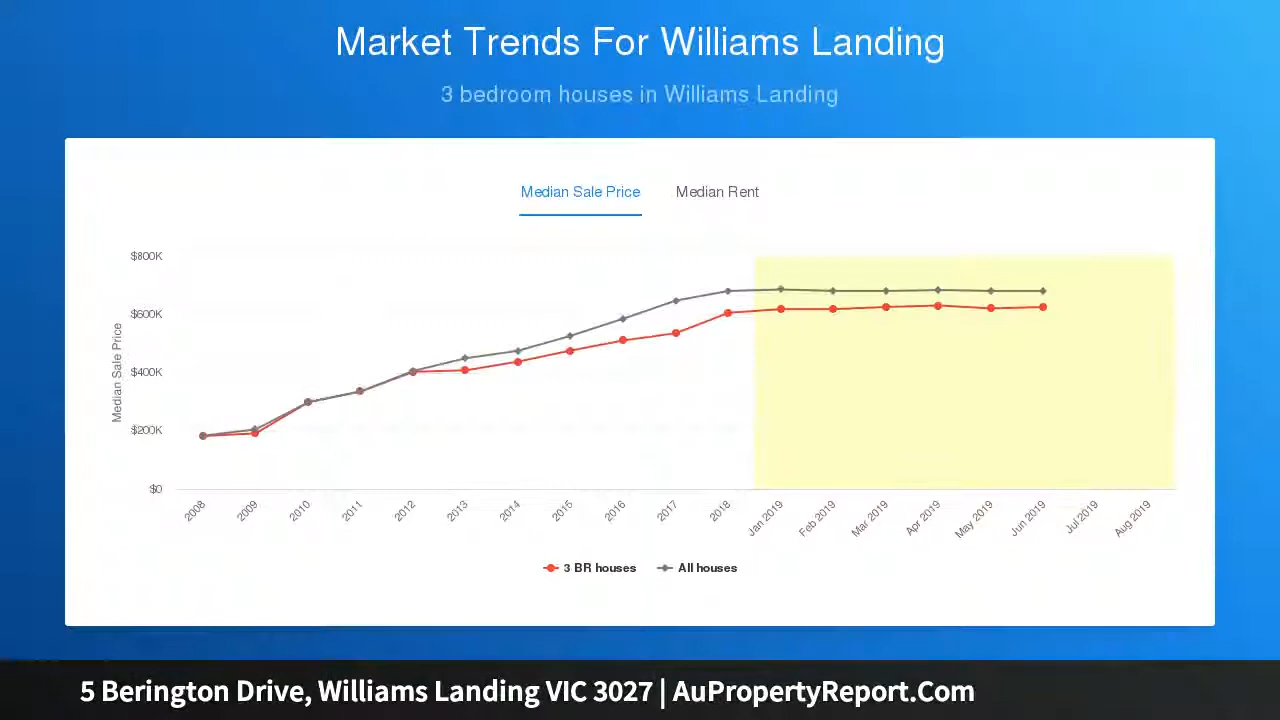 Market Trends For Williams Landing
3 bedroom houses in Williams Landing
Median Sale Price
Median Rent
Median Sale Price
$800K
$600K
$400K
$200K
$0
2008
2009
2010
2011
2012
2013
2014
2015
2016
2017
2018
Jan 2019
Feb 2019
Mar 2019
Apr 2019
May 2019
Jun 2019
Jul 2019
Aug 2019
3 BR houses
All houses
5 Berington Drive, Williams Landing VIC 3027 | AuPropertyReport.Com